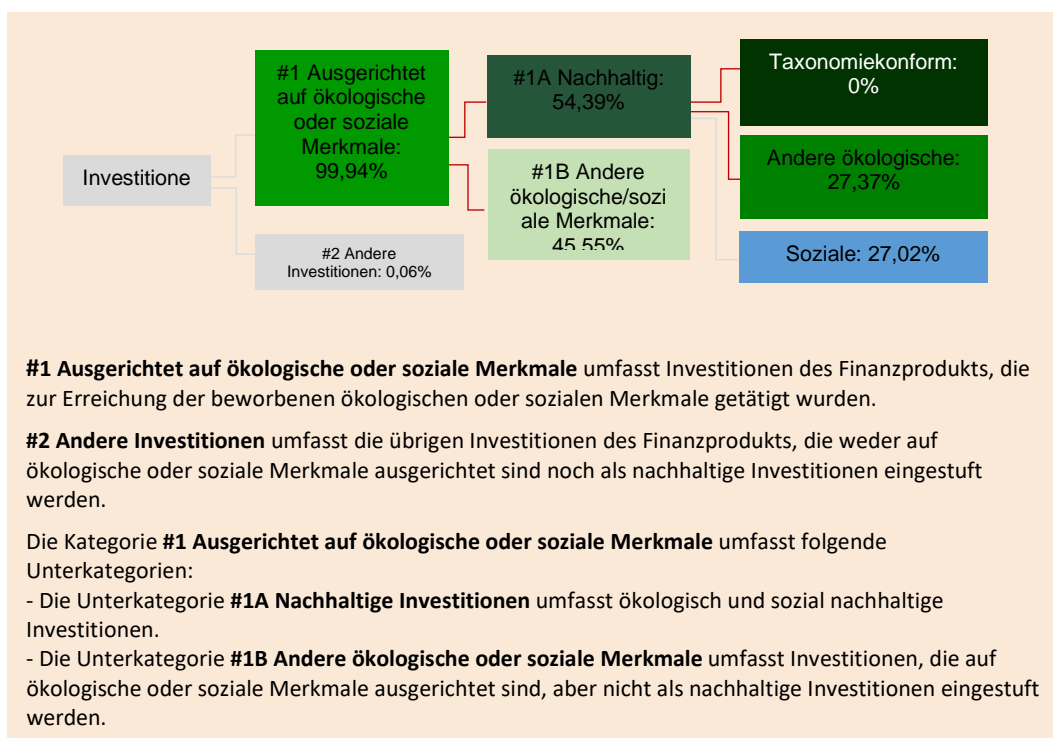 Investitione
#1 Ausgerichtet
auf ökologische
oder soziale
Merkmale:
99,94%
#2 Andere
Investitionen: 0,06%
#1A Nachhaltig:
54,39%
#1B Andere
ökologische/sozi
ale Merkmale:
45,55%
Taxonomiekonform:
0%
Andere ökologische:
27,37%
Soziale: 27,02%
#1 Ausgerichtet auf ökologische oder soziale Merkmale umfasst Investitionen des Finanzprodukts, die
zur Erreichung der beworbenen ökologischen oder sozialen Merkmale getätigt wurden.
#2 Andere Investitionen umfasst die übrigen Investitionen des Finanzprodukts, die weder auf
ökologische oder soziale Merkmale ausgerichtet sind noch als nachhaltige Investitionen eingestuft
werden.
Die Kategorie #1 Ausgerichtet auf ökologische oder soziale Merkmale umfasst folgende
Unterkategorien:
- Die Unterkategorie #1A Nachhaltige Investitionen umfasst ökologisch und sozial nachhaltige
Investitionen.
- Die Unterkategorie #1B Andere ökologische oder soziale Merkmale umfasst Investitionen, die auf
ökologische oder soziale Merkmale ausgerichtet sind, aber nicht als nachhaltige Investitionen eingestuft
werden.